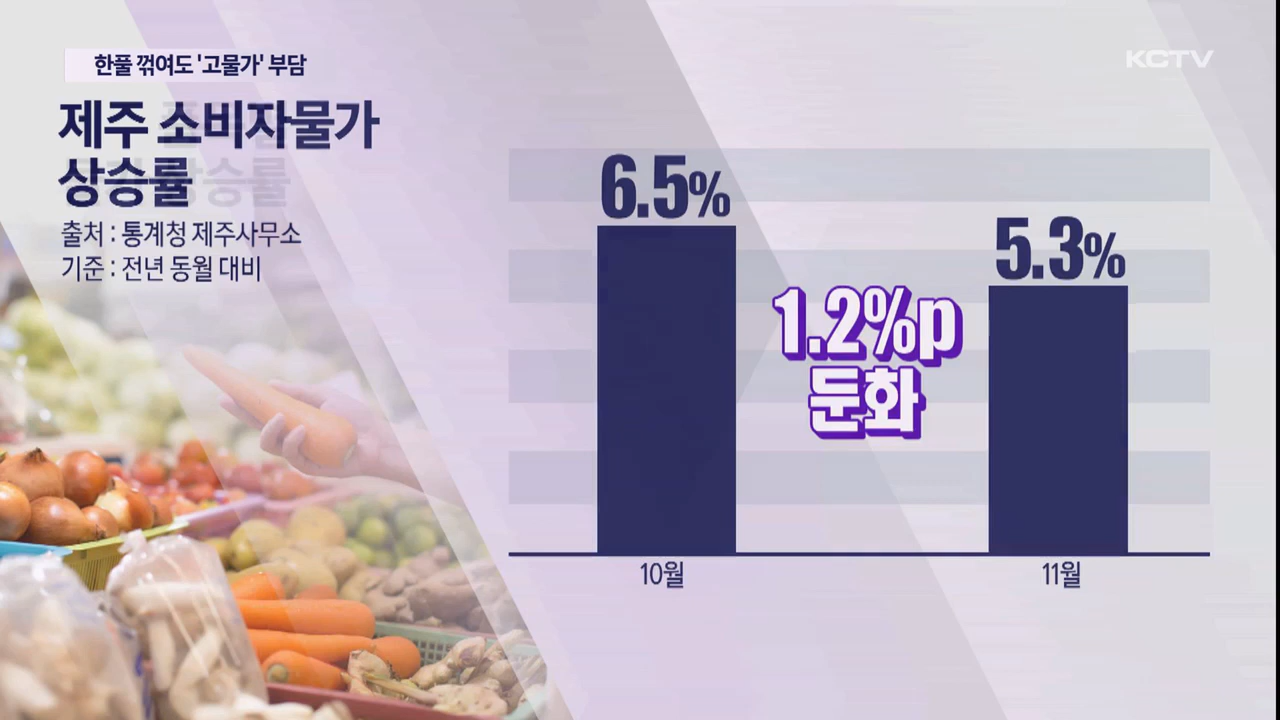 한풀 꺾여도 '고물가' 부담
KCTV
제주 소비자물가
상승률
출처 : 통계청 제주사무소
기준 : 전년 동월 대비
6.5%
5.3%
1.2%p
둔화
10월
11월